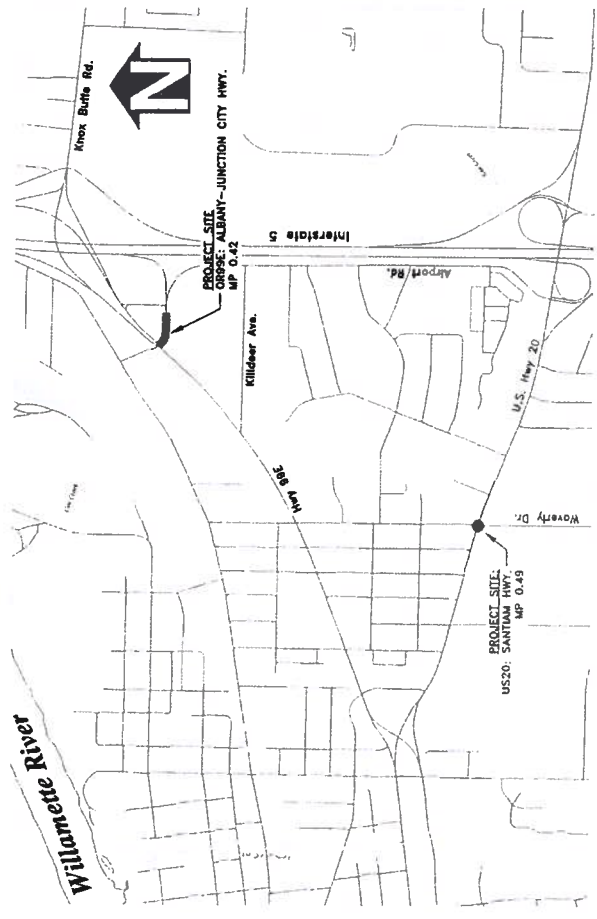 Knox Butte Rd.
N
PROJECT SITE
OR99E: ALBANY-JUNCTION CITY HWY.
MP 0.42
Interstate 5
Airport Rd.
Killdeer Ave.
U.S. Hwy 20
Hwy 99E
Waverly Dr.
PROJECT SITE:
US20: SANTIAM HWY.
MP 0.49
Willamette River